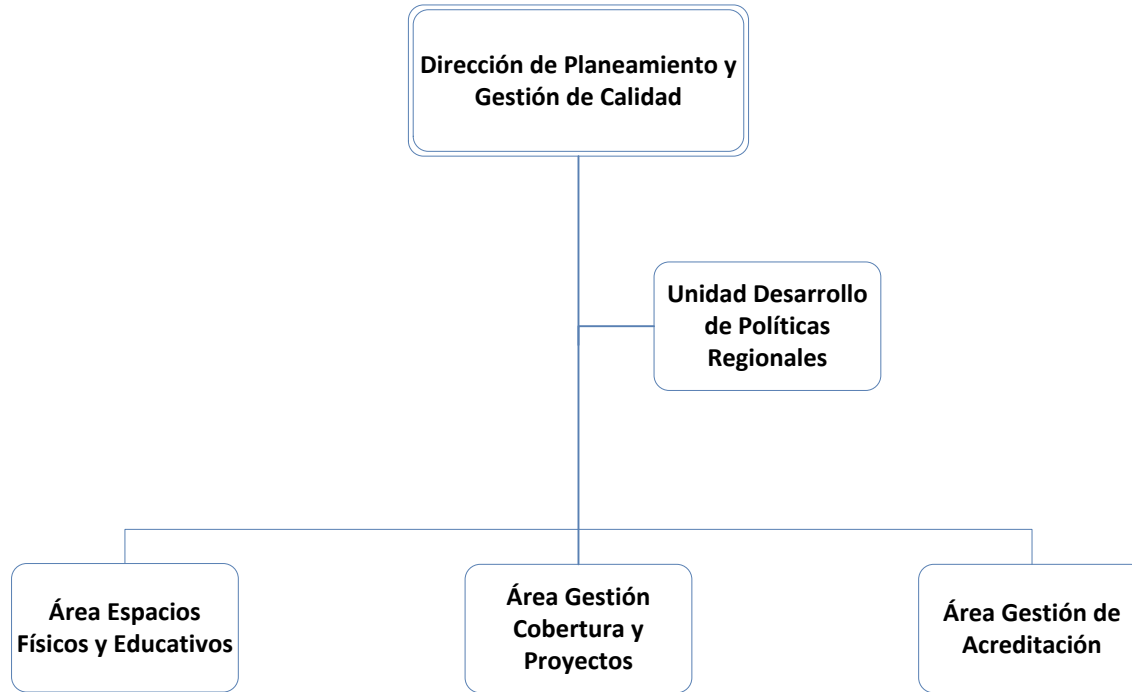 Dirección de Planeamiento y
Gestión de Calidad
Unidad Desarrollo
de Políticas
Regionales
Área Espacios
Físicos y Educativos
Área Gestión
Cobertura y
Proyectos
Área Gestión de
Acreditación